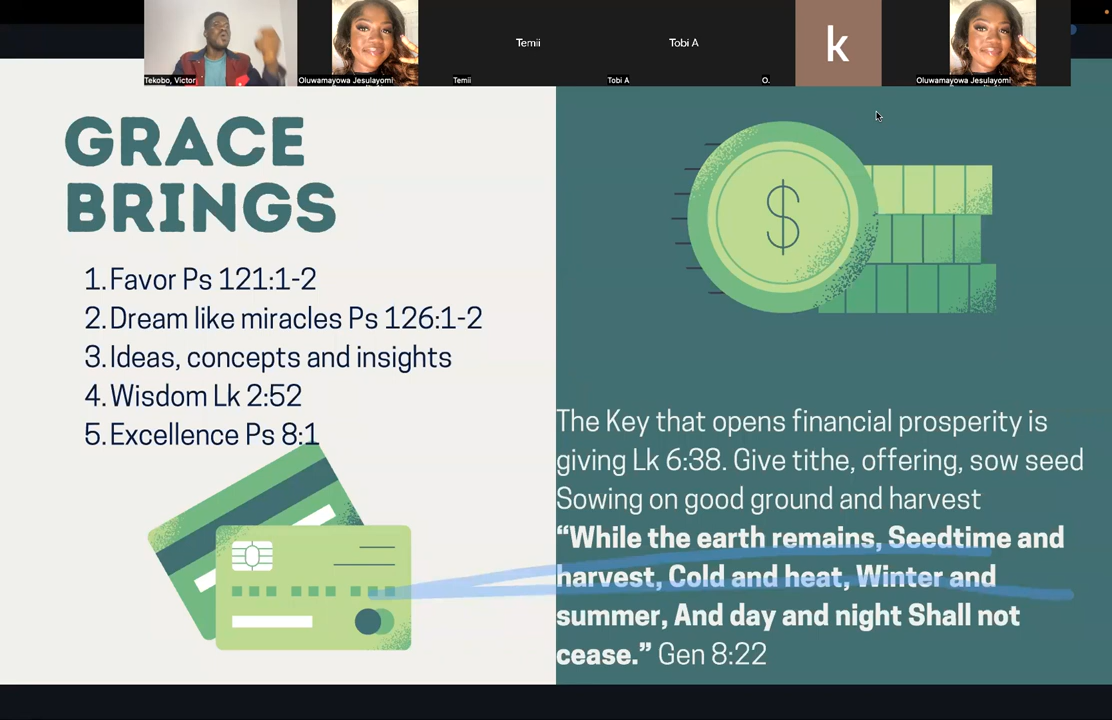 Temii
Tobi A
k
Tekobo, Victor
Oluwamayowa Jesulayomi
Temii
Tobi A
O.
Oluwamayowa Jesulayomi
GRACE
BRINGS
1. Favor Ps 121:1-2
2. Dream like miracles Ps 126:1-2
3. Ideas, concepts and insights
4. Wisdom Lk 2:52
5. Excellence Ps 8:1
$
The Key that opens financial prosperity is
giving Lk 6:38. Give tithe, offering, sow seed
Sowing on good ground and harvest
“While the earth remains, Seedtime and
harvest, Cold and heat, Winter and
summer, And day and night Shall not
cease.” Gen 8:22